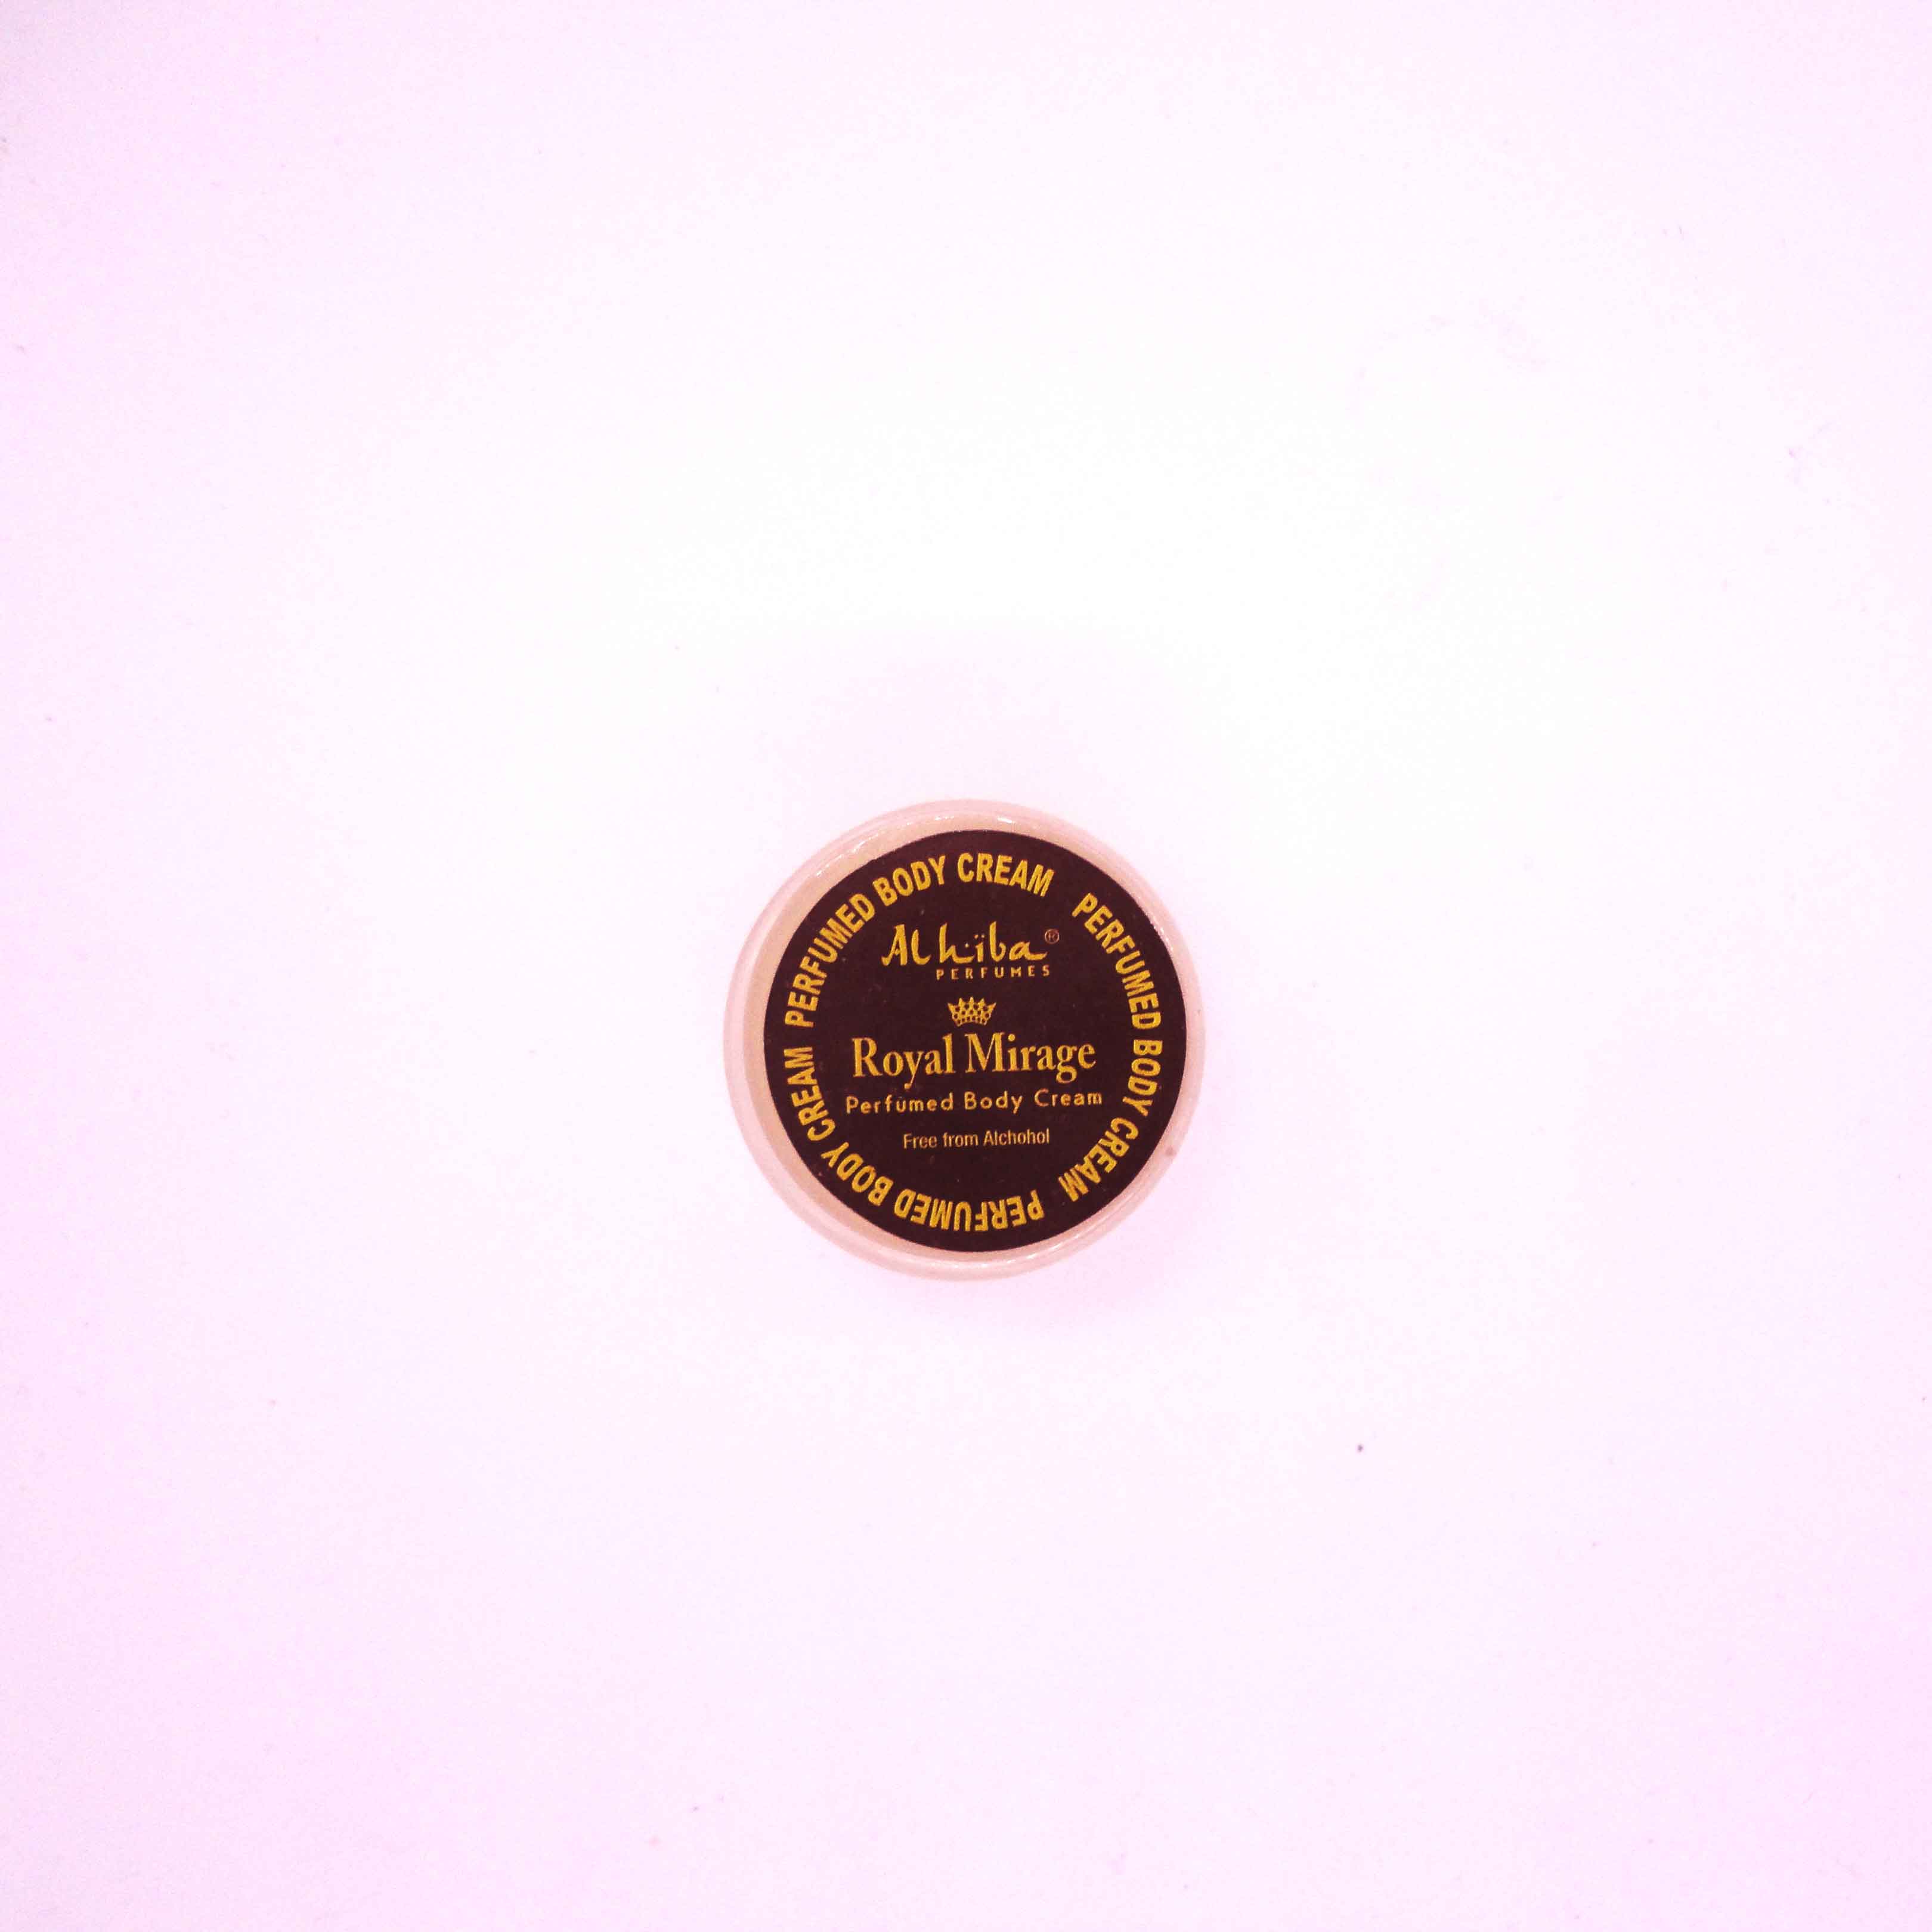 PERFUMED BODY CREAM PERFUMED BODY CREAM PERFUMED BODY CREAM
Alhiba®
PERFUMES
Royal Mirage
Perfumed Body Cream
Free from Alchohol